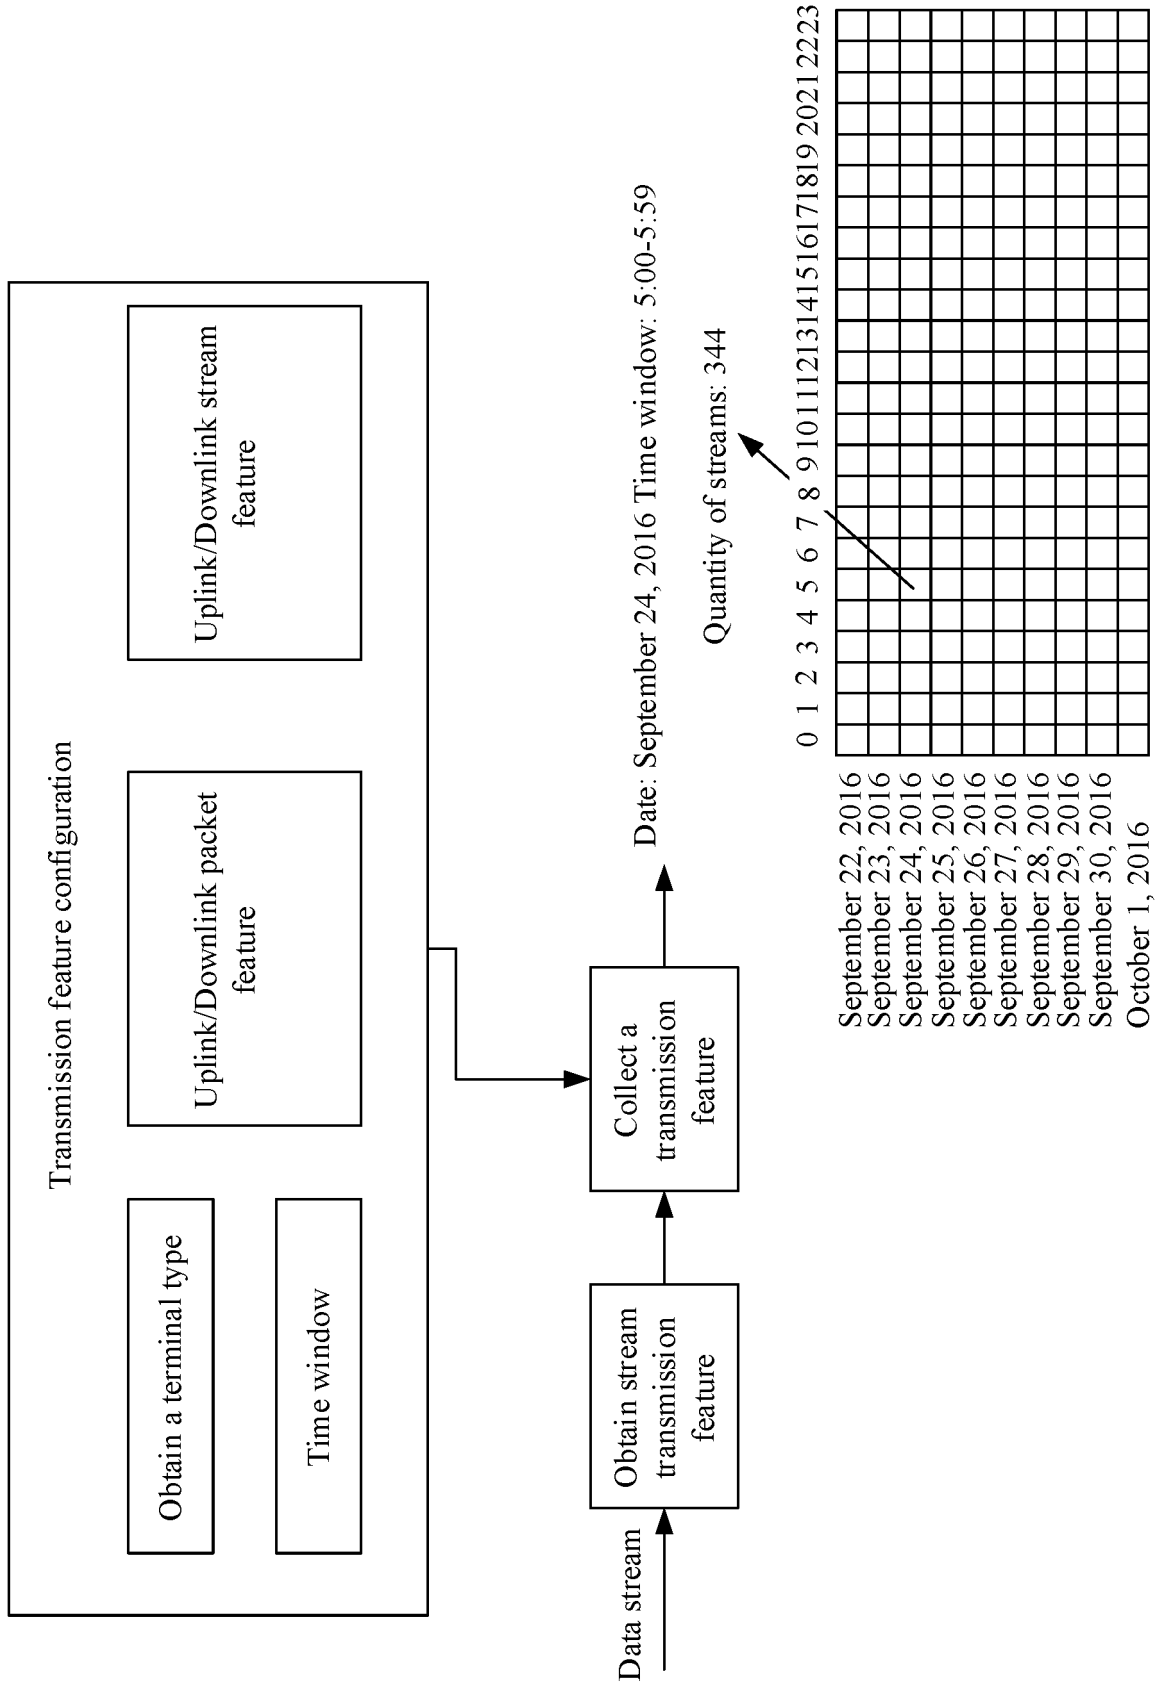 Transmission feature configuration
Obtain a terminal type
Time window
Uplink/Downlink packet
feature
Uplink/Downlink stream
feature
Data stream
Obtain stream
transmission
feature
Collect a
transmission
feature
Date: September 24, 2016 Time window: 5:00-5:59
Quantity of streams: 344
0 1 2 3 4 5 6 7 8 9 10 11 12 13 14 15 16 17 18 19 20 21 22 23
September 22, 2016
September 23, 2016
September 24, 2016
September 25, 2016
September 26, 2016
September 27, 2016
September 28, 2016
September 29, 2016
September 30, 2016
October 1, 2016